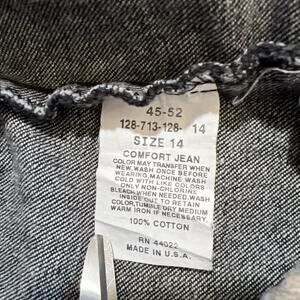 45-52
128-713-128- 14
SIZE 14
COMFORT JEAN
COLOR MAY TRANSFER WHEN
NEW.WASH ONCE BEFORE
WEARING.MACHINE WASH
COLD WITH LIKE COLORS
ONLY NON-CHLORINE
BLEACH WHEN NEEDED.WASH
INSIDE OUT TO RETAIN
COLOR,TUMBLE DRY MEDIUM
WARM IRON IF NECESSARY.
100% COTTON
RN 44022
MADE IN U.S.A.